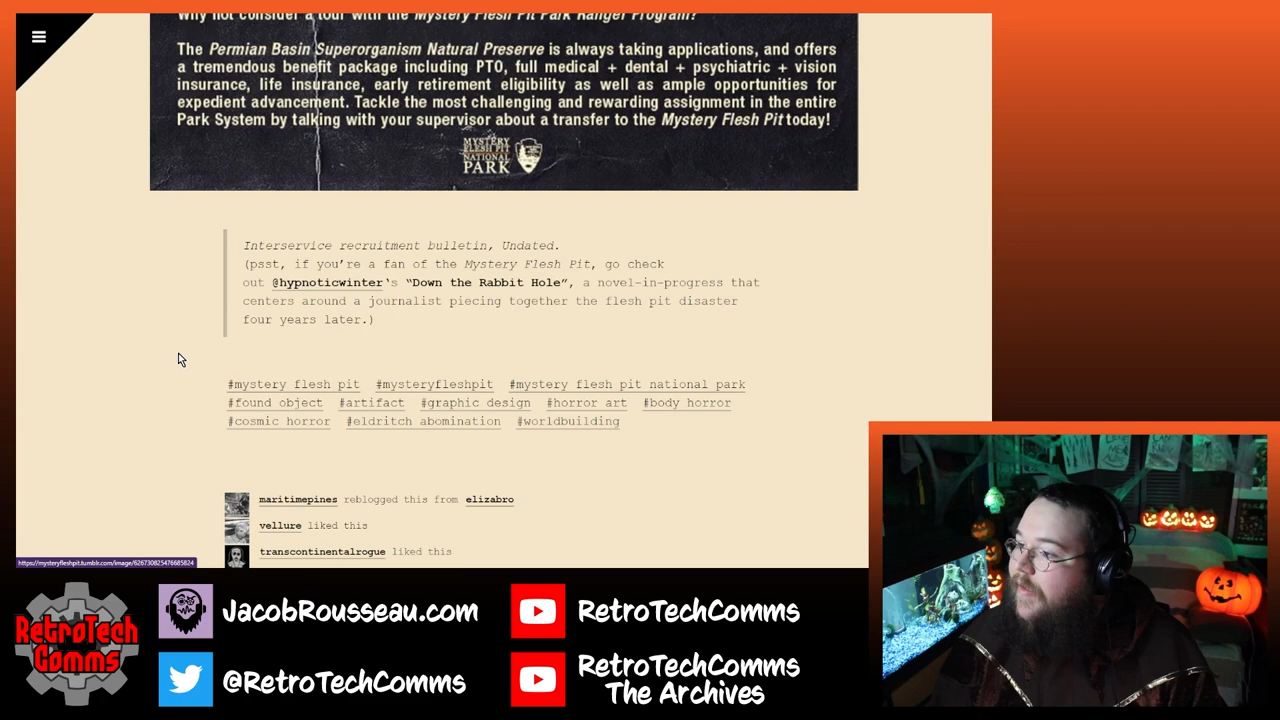 Why not consider a tour with the Mystery Flesh Pit Park Ranger Program?
The Permian Basin Superorganism Natural Preserve is always taking applications, and offers
a tremendous benefit package including PTO, full medical + dental + psychiatric + vision
insurance, life insurance, early retirement eligibility as well as ample opportunities for
expedient advancement. Tackle the most challenging and rewarding assignment in the entire
Park System by talking with your supervisor about a transfer to the Mystery Flesh Pit today!
MYSTERY
FLESH PIT
NATIONAL
PARK
Interservice recruitment bulletin, Undated.
(psst, if you’re a fan of the Mystery Flesh Pit, go check
out @hypnoticwinter‘s “Down the Rabbit Hole”, a novel-in-progress that
centers around a journalist piecing together the flesh pit disaster
four years later.)
#mystery flesh pit #mysteryfleshpit #mystery flesh pit national park
#found object #artifact #graphic design #horror art #body horror
#cosmic horror #eldritch abomination #worldbuilding
maritimepines reblogged this from elizabro
vellure liked this
transcontinentalrogue liked this
https://mysteryfleshpit.tumblr.com/image/626730825476685824
RetroTech
Comms
JacobRousseau.com
RetroTechComms
@RetroTechComms
RetroTechComms
The Archives